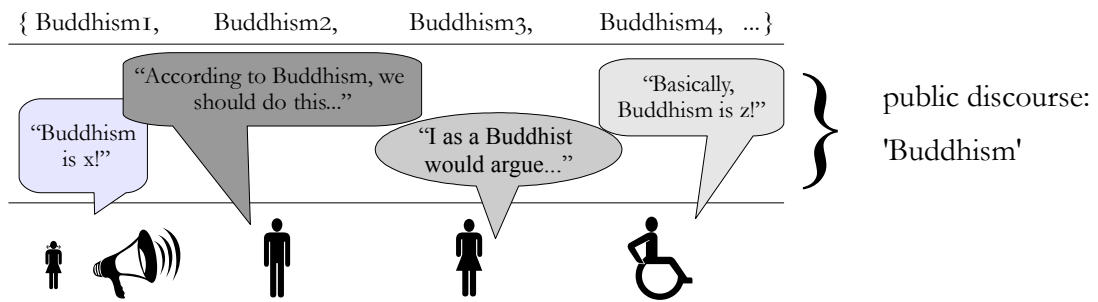 { Buddhism1, Buddhism2, Buddhism3, Buddhism4, ...}
“According to Buddhism, we
should do this...”
“Basically,
Buddhism is z!”
“Buddhism
is x!”
“I as a Buddhist
would argue...”
public discourse:
'Buddhism'